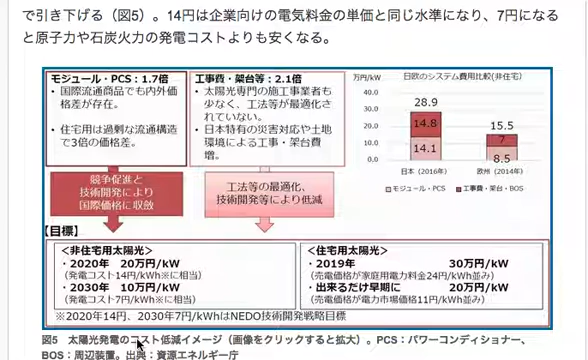 で引き下げる（図5）。14円は企業向けの電気料金の単価と同じ水準になり、7円になる
と原子力や石炭火力の発電コストよりも安くなる。
モジュール・PCS：1.7倍
• 国際流通商品でも内外価
格差が存在。
• 住宅用は過剰な流通構造
で3倍の価格差。
工事費・架台等：2.1倍
• 太陽光専門の施工事業者も
少なく、工法等が最適化さ
れていない。
• 日本特有の災害対応や土地
環境による工事・架台費
増。
万円/kW
日欧のシステム費用比較(非住宅)
40.0
30.0
20.0
10.0
0.0
28.9
14.8
14.1
15.5
7
8.5
日本（2016年）
欧州（2014年）
モジュール・PCS
工事費・架台・BOS
競争促進と
技術開発により
国際価格に収斂
工法等の最適化、
技術開発等により低減
【目標】
＜非住宅用太陽光＞
・2020年 20万円/kW
（発電コスト14円/kWh※に相当）
・2030年 10万円/kW
（発電コスト7円/kWh※に相当）
＜住宅用太陽光＞
・2019年 30万円/kW
（売電価格が家庭用電力料金24円/kWh並み）
・出来るだけ早期に 20万円/kW
（売電価格が電力市場価格11円/kWh並み）
※2020年14円、2030年7円/kWhはNEDO技術開発戦略目標
図5 太陽光発電のコスト低減イメージ（画像をクリックすると拡大）。PCS：パワーコンディショナー、
BOS：周辺装置。出典：資源エネルギー庁